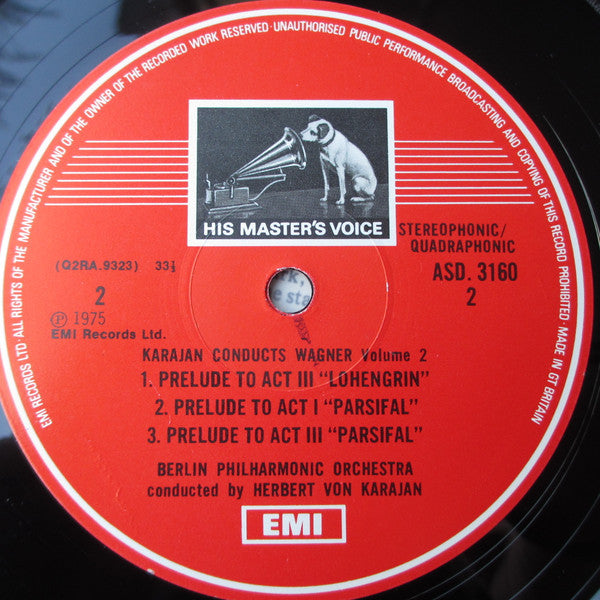 EMI RECORDS LTD · ALL RIGHTS OF THE MANUFACTURER AND OF THE OWNER OF THE RECORDED WORK RESERVED · UNAUTHORISED PUBLIC PERFORMANCE BROADCASTING AND COPYING OF THIS RECORD PROHIBITED · MADE IN GT BRITAIN
HIS MASTER'S VOICE
STEREOPHONIC/
QUADRAPHONIC
(Q2RA.9323) 33⅓
ASD. 3160
2
2
Ⓟ 1975
EMI Records Ltd.
KARAJAN CONDUCTS WAGNER Volume 2
1. PRELUDE TO ACT III "LOHENGRIN"
2. PRELUDE TO ACT I "PARSIFAL"
3. PRELUDE TO ACT III "PARSIFAL"
BERLIN PHILHARMONIC ORCHESTRA
conducted by HERBERT VON KARAJAN
EMI